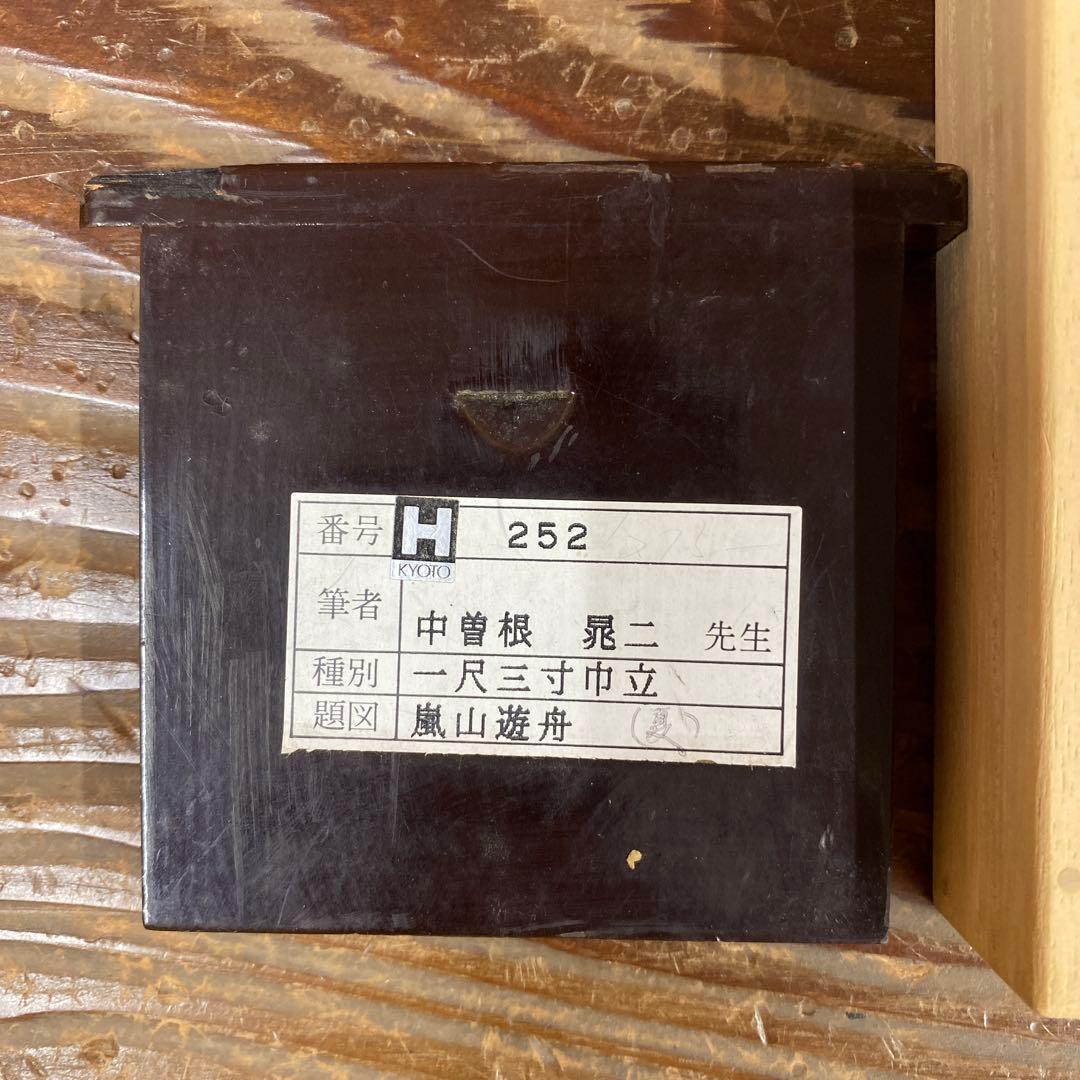 番号 H KYOTO 252
筆者 中曽根 晁二 先生
種別 一尺三寸巾立
題図 嵐山遊舟 (夏)